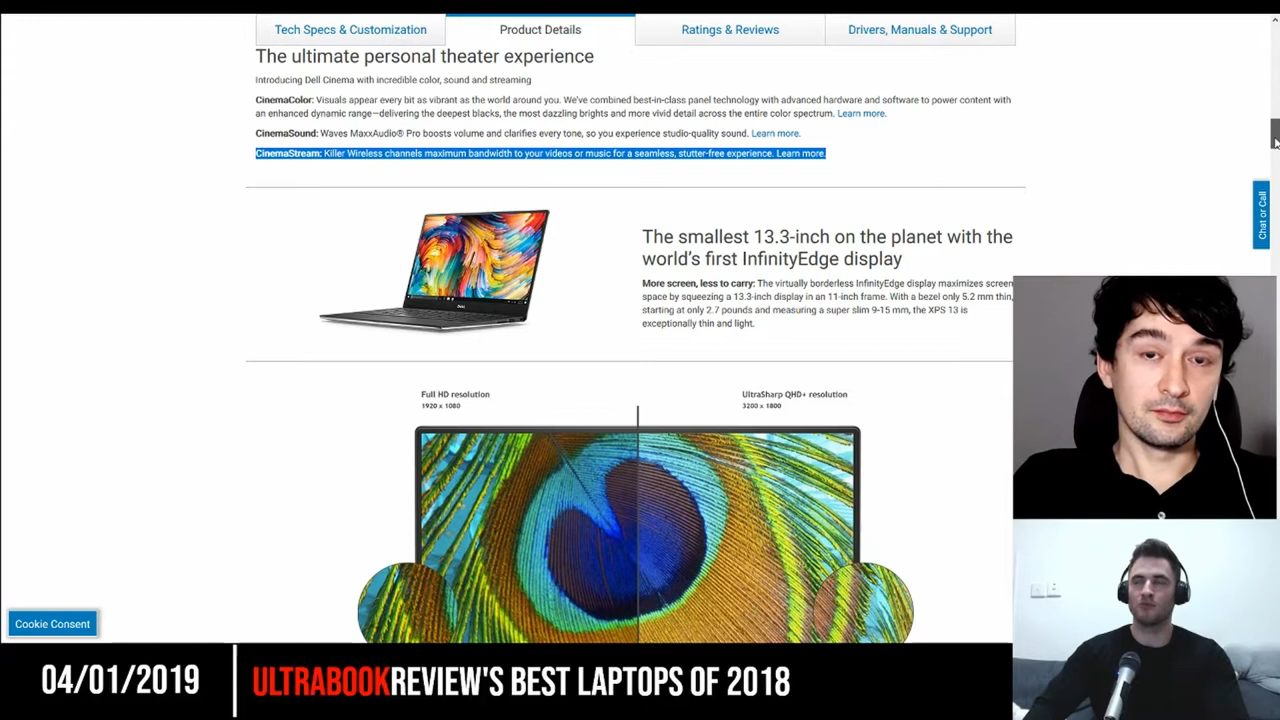 Tech Specs & Customization
Product Details
Ratings & Reviews
Drivers, Manuals & Support
The ultimate personal theater experience
Introducing Dell Cinema with incredible color, sound and streaming
CinemaColor: Visuals appear every bit as vibrant as the world around you. We've combined best-in-class panel technology with advanced hardware and software to power content with
an enhanced dynamic range—delivering the deepest blacks, the most dazzling brights and more vivid detail across the entire color spectrum. Learn more.
CinemaSound: Waves MaxxAudio® Pro boosts volume and clarifies every tone, so you experience studio-quality sound. Learn more.
CinemaStream: Killer Wireless channels maximum bandwidth to your videos or music for a seamless, stutter-free experience. Learn more.
Chat or Call
The smallest 13.3-inch on the planet with the
world's first InfinityEdge display
More screen, less to carry: The virtually borderless InfinityEdge display maximizes screen
space by squeezing a 13.3-inch display in an 11-inch frame. With a bezel only 5.2 mm thin,
starting at only 2.7 pounds and measuring a super slim 9-15 mm, the XPS 13 is
exceptionally thin and light.
Full HD resolution
1920 x 1080
UltraSharp QHD+ resolution
3200 x 1800
Cookie Consent
04/01/2019
ULTRABOOKREVIEW'S BEST LAPTOPS OF 2018